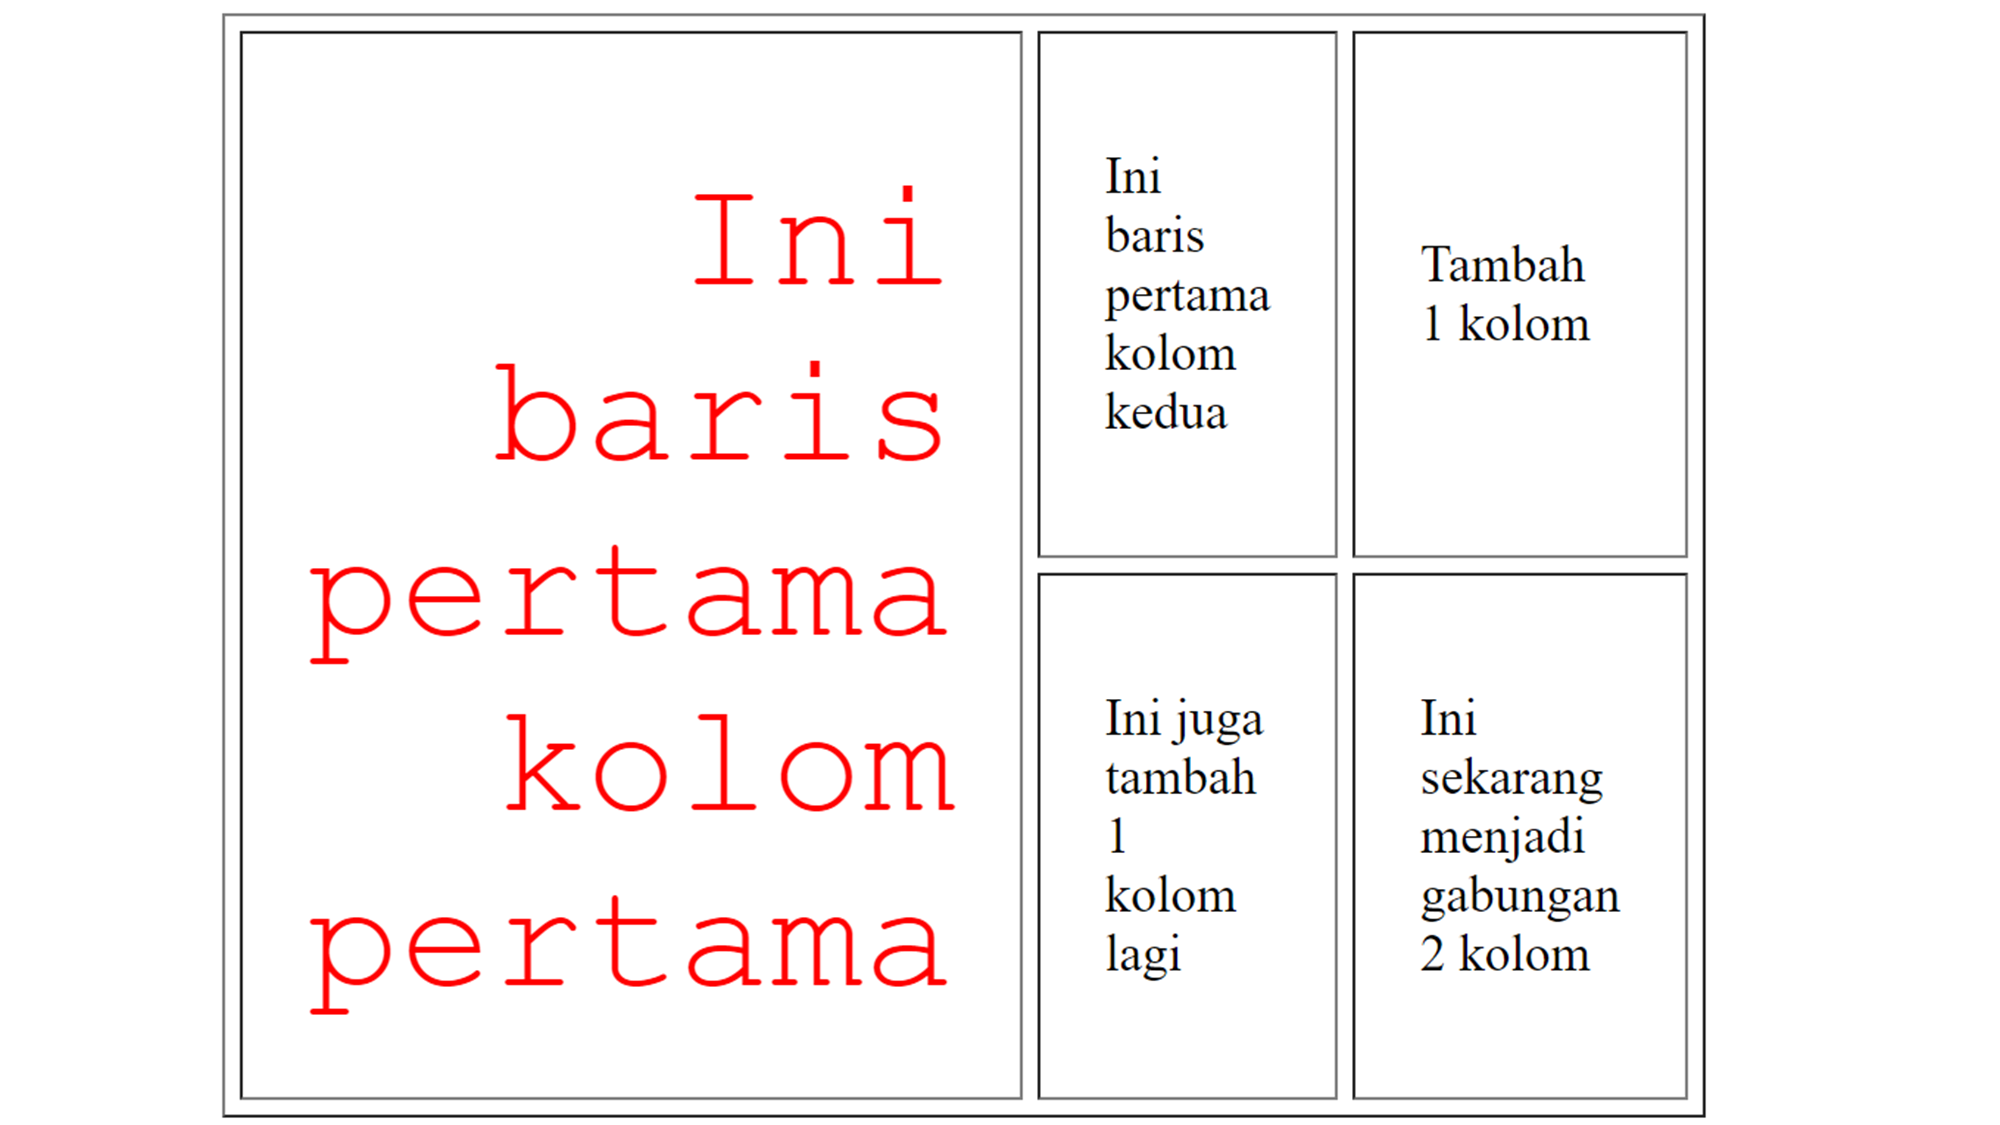 Ini
baris
pertama
kolom
pertama
Ini
baris
pertama
kolom
kedua
Tambah
1 kolom
Ini juga
tambah
1
kolom
lagi
Ini
sekarang
menjadi
gabungan
2 kolom